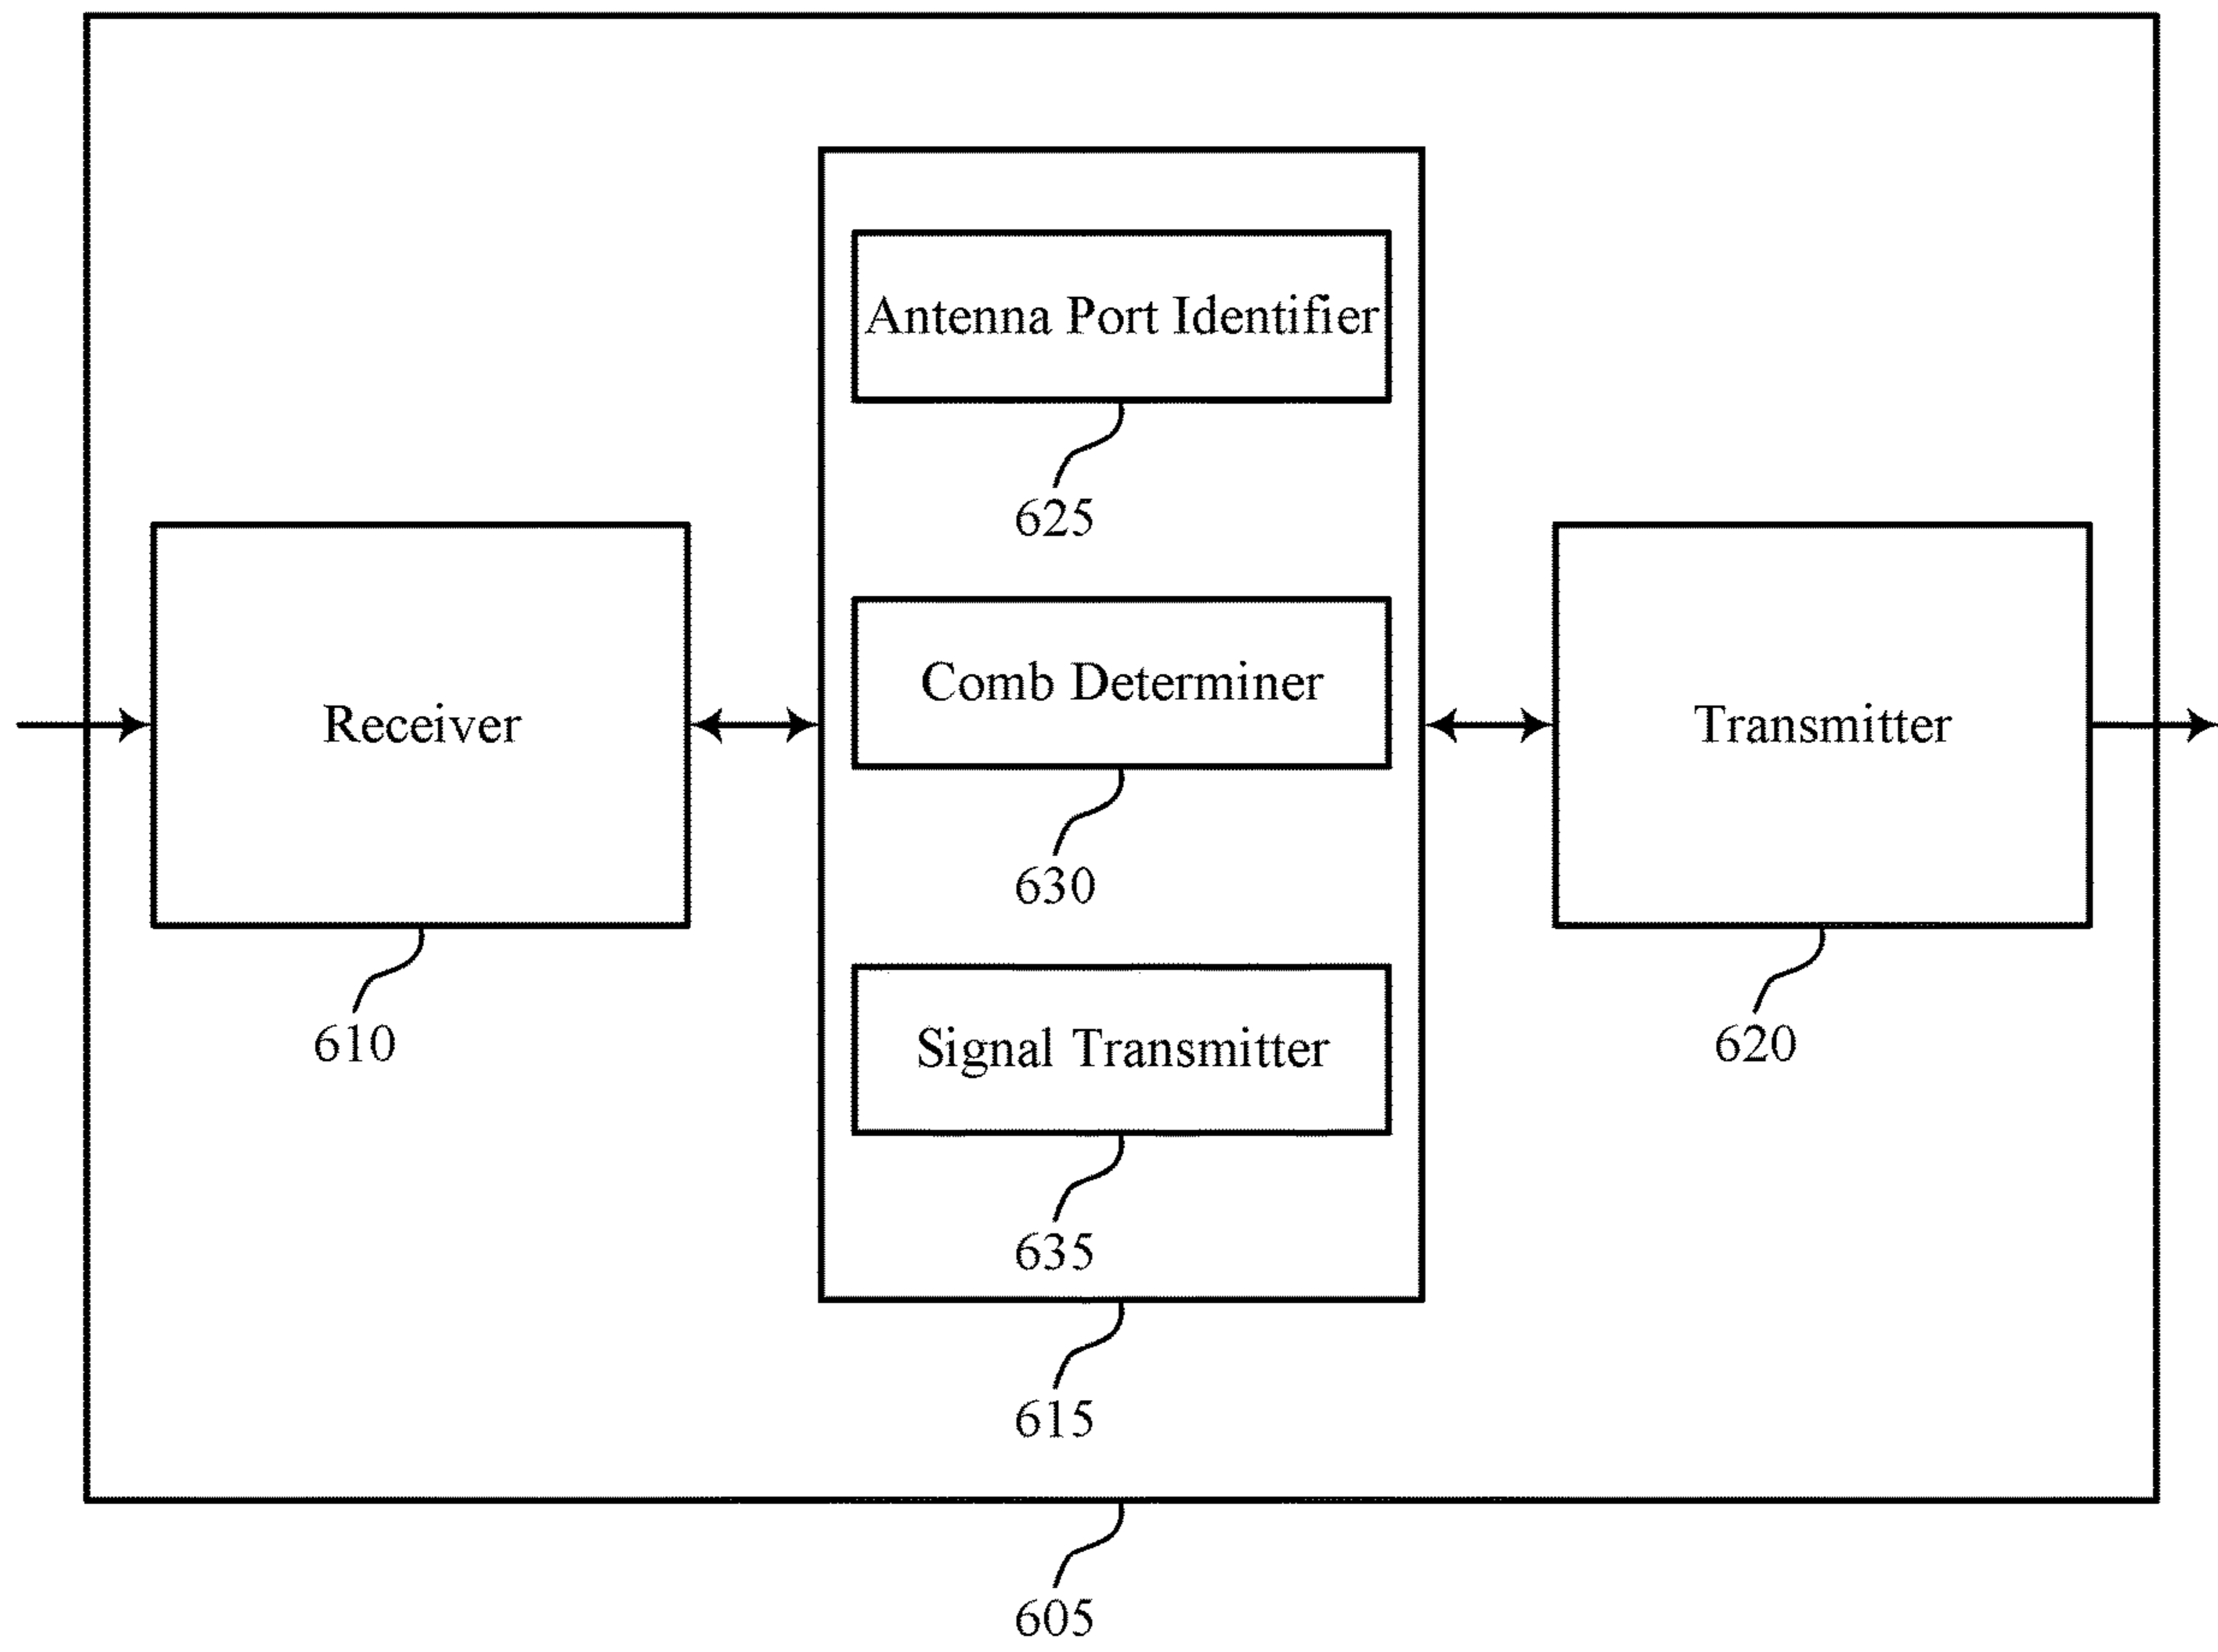 Antenna Port Identifier
625
Receiver
610
Comb Determiner
630
Signal Transmitter
635
615
Transmitter
620
605